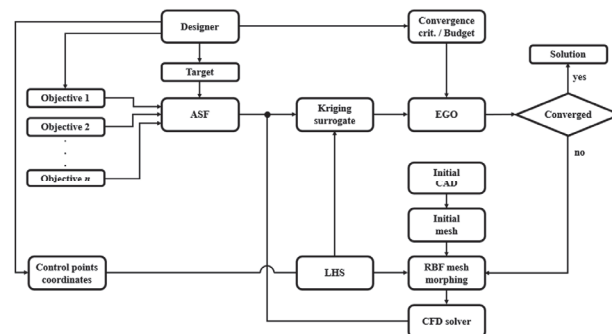 Designer
Convergence
crit. / Budget
Solution
Target
yes
Objective 1
ASF
Kriging
surrogate
EGO
Converged
Objective 2
no
Objective n
Initial
CAD
Initial
mesh
Control points
coordinates
LHS
RBF mesh
morphing
CFD solver